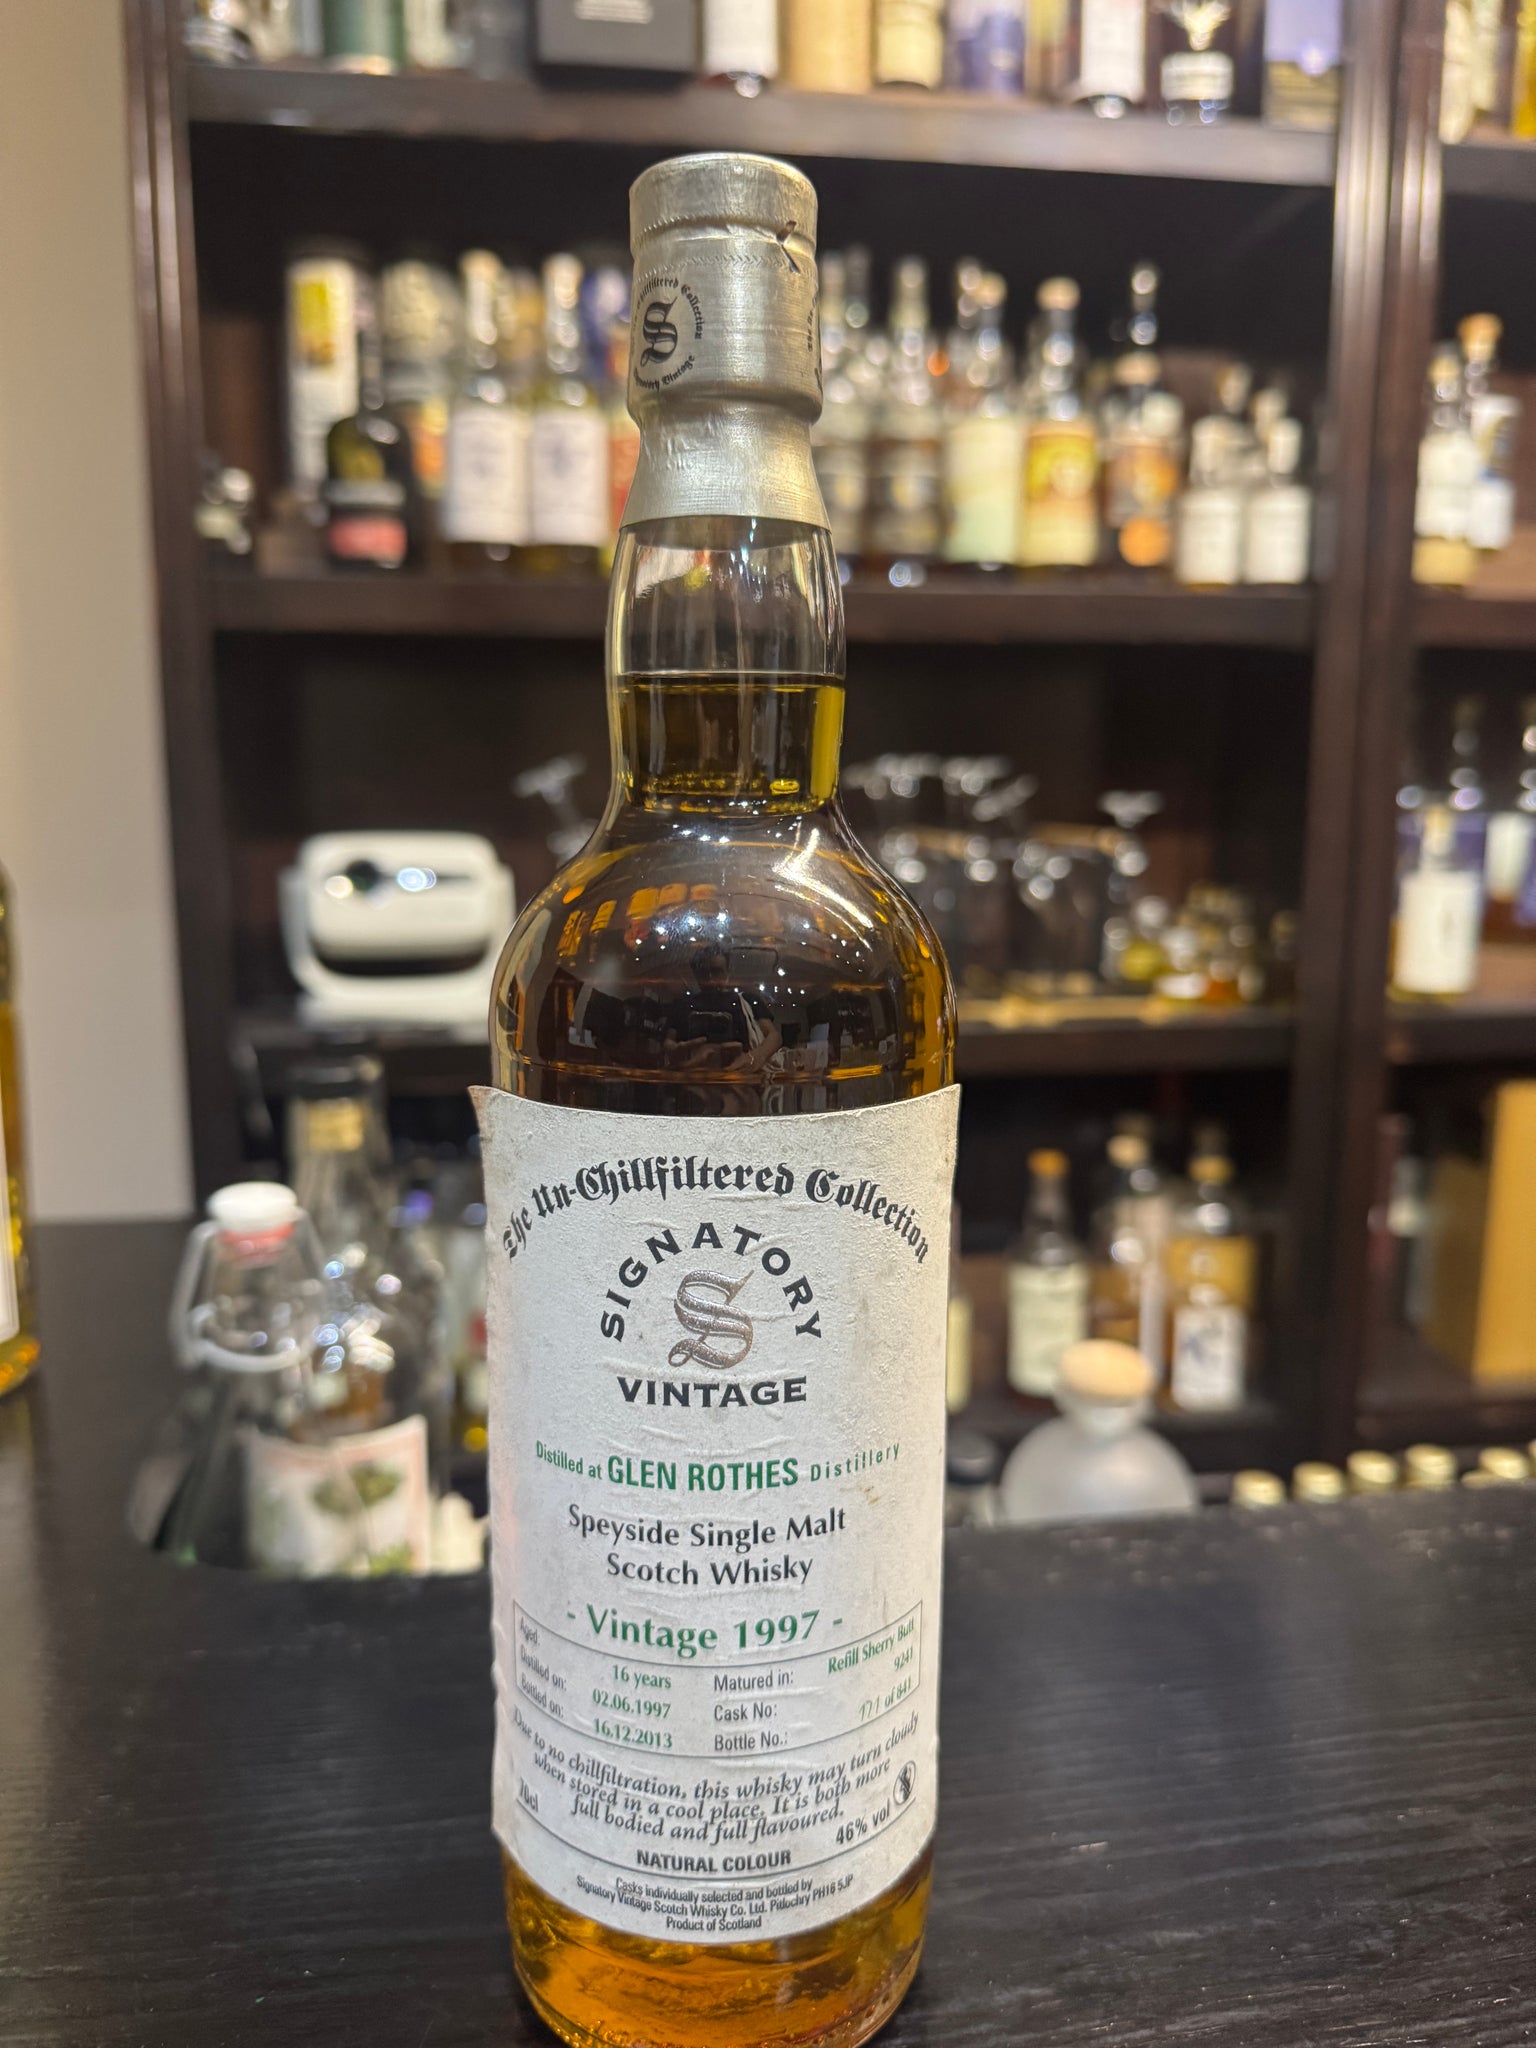 The Un-Chillfiltered Collection
SIGNATORY
S
VINTAGE
Distilled at GLEN ROTHES Distillery
Speyside Single Malt
Scotch Whisky
- Vintage 1997 -
Aged: 16 years
Distilled on: 02.06.1997
Bottled on: 16.12.2013
Matured in: Refill Sherry Butt
Cask No: 9241
Bottle No.: 171 of 841
Due to no chillfiltration, this whisky may turn cloudy
when stored in a cool place. It is both more
full bodied and full flavoured.
70cl
46% vol
NATURAL COLOUR
Casks individually selected and bottled by
Signatory Vintage Scotch Whisky Co. Ltd. Pitlochry PH16 5JP
Product of Scotland